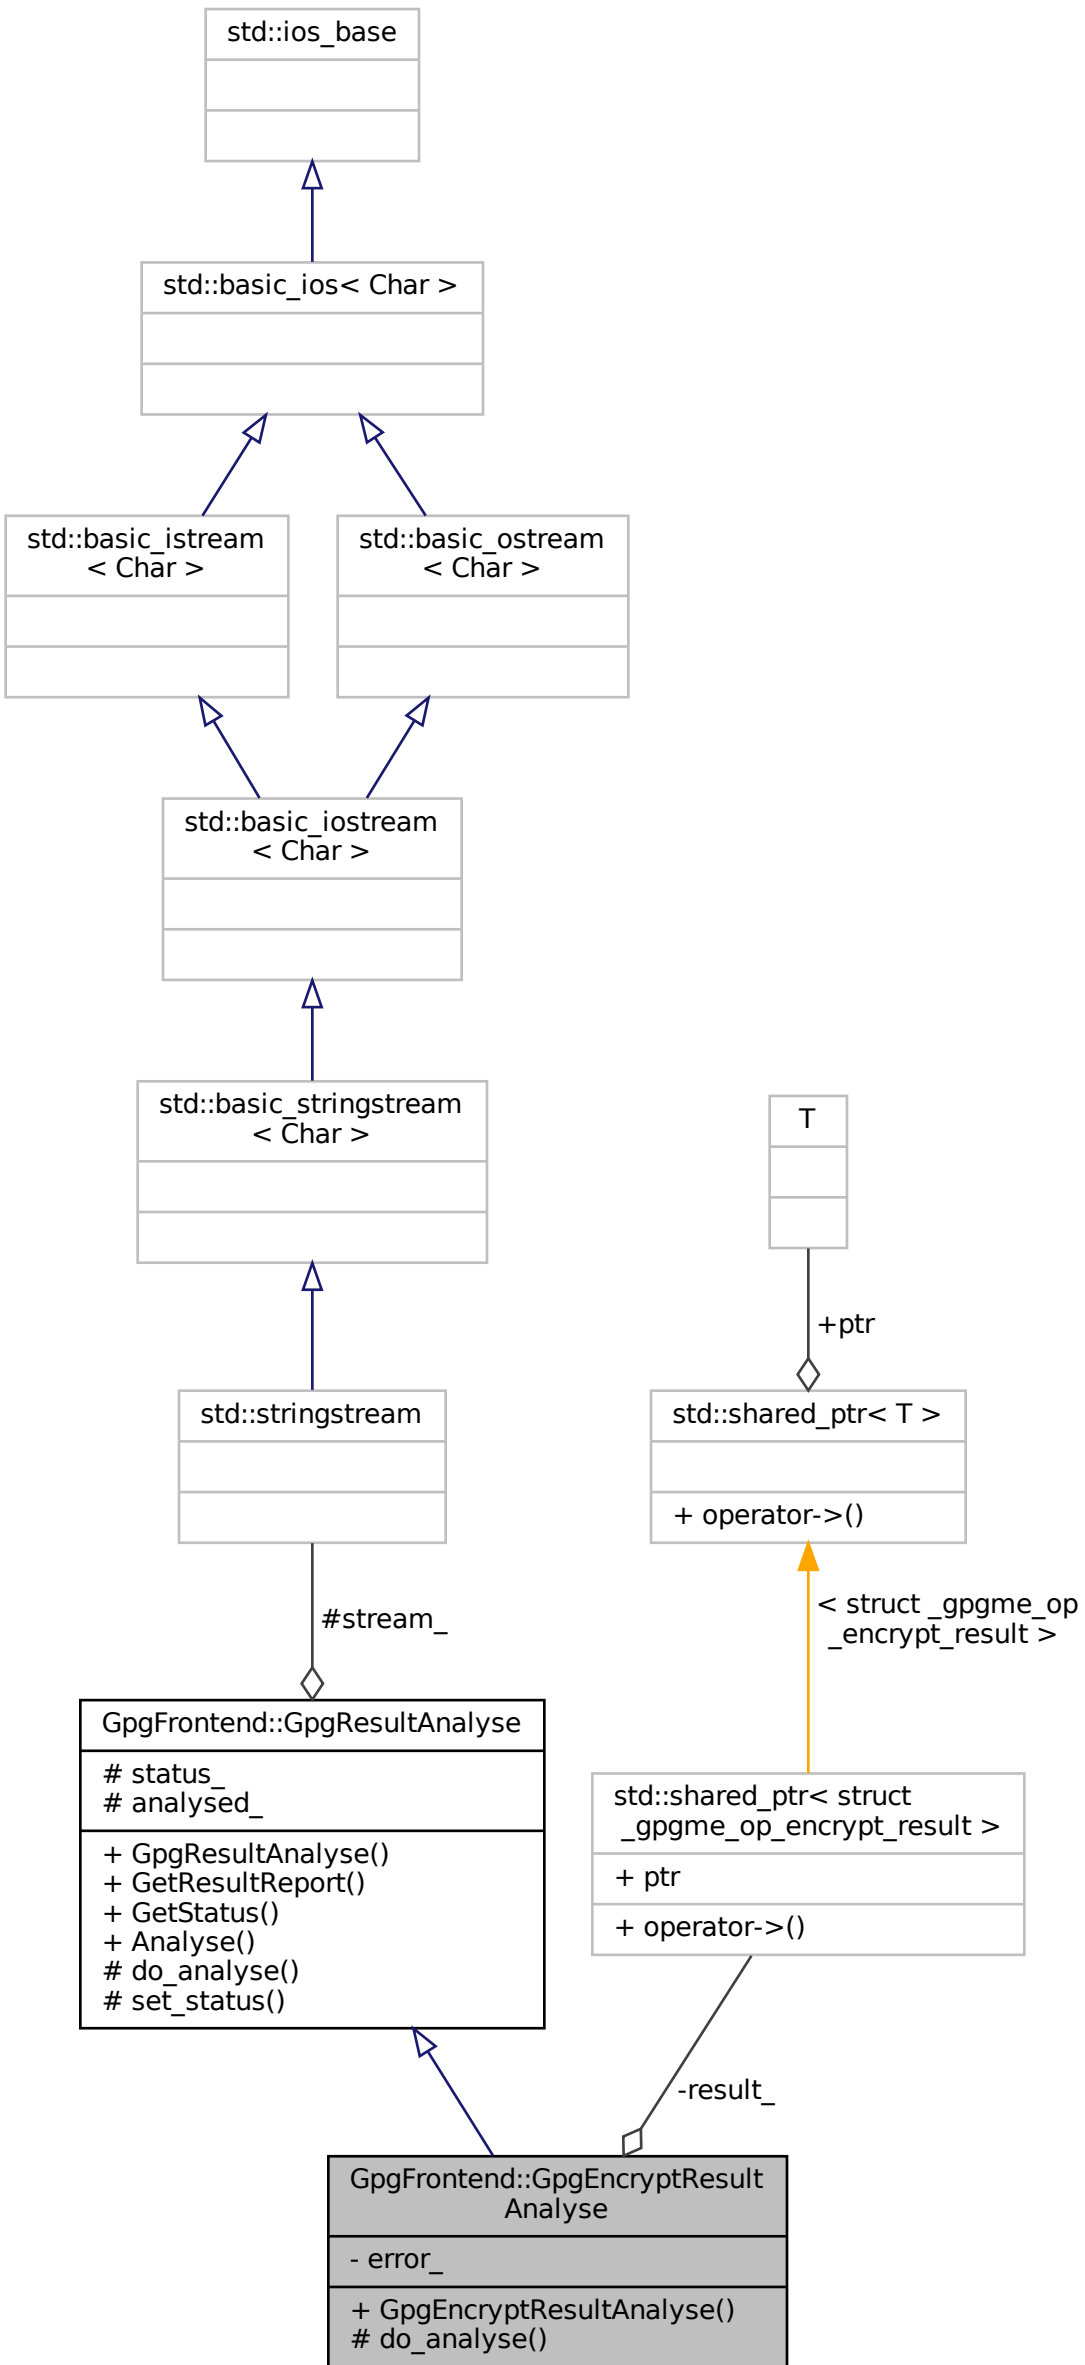 std::ios_base
std::basic_ios< Char >
std::basic_istream
< Char >
std::basic_ostream
< Char >
std::basic_iostream
< Char >
std::basic_stringstream
< Char >
T
+ptr
std::stringstream
std::shared_ptr< T >
+ operator->()
#stream_
< struct _gpgme_op
_encrypt_result >
GpgFrontend::GpgResultAnalyse
# status_
# analysed_
+ GpgResultAnalyse()
+ GetResultReport()
+ GetStatus()
+ Analyse()
# do_analyse()
# set_status()
std::shared_ptr< struct
_gpgme_op_encrypt_result >
+ ptr
+ operator->()
-result_
GpgFrontend::GpgEncryptResult
Analyse
- error_
+ GpgEncryptResultAnalyse()
# do_analyse()